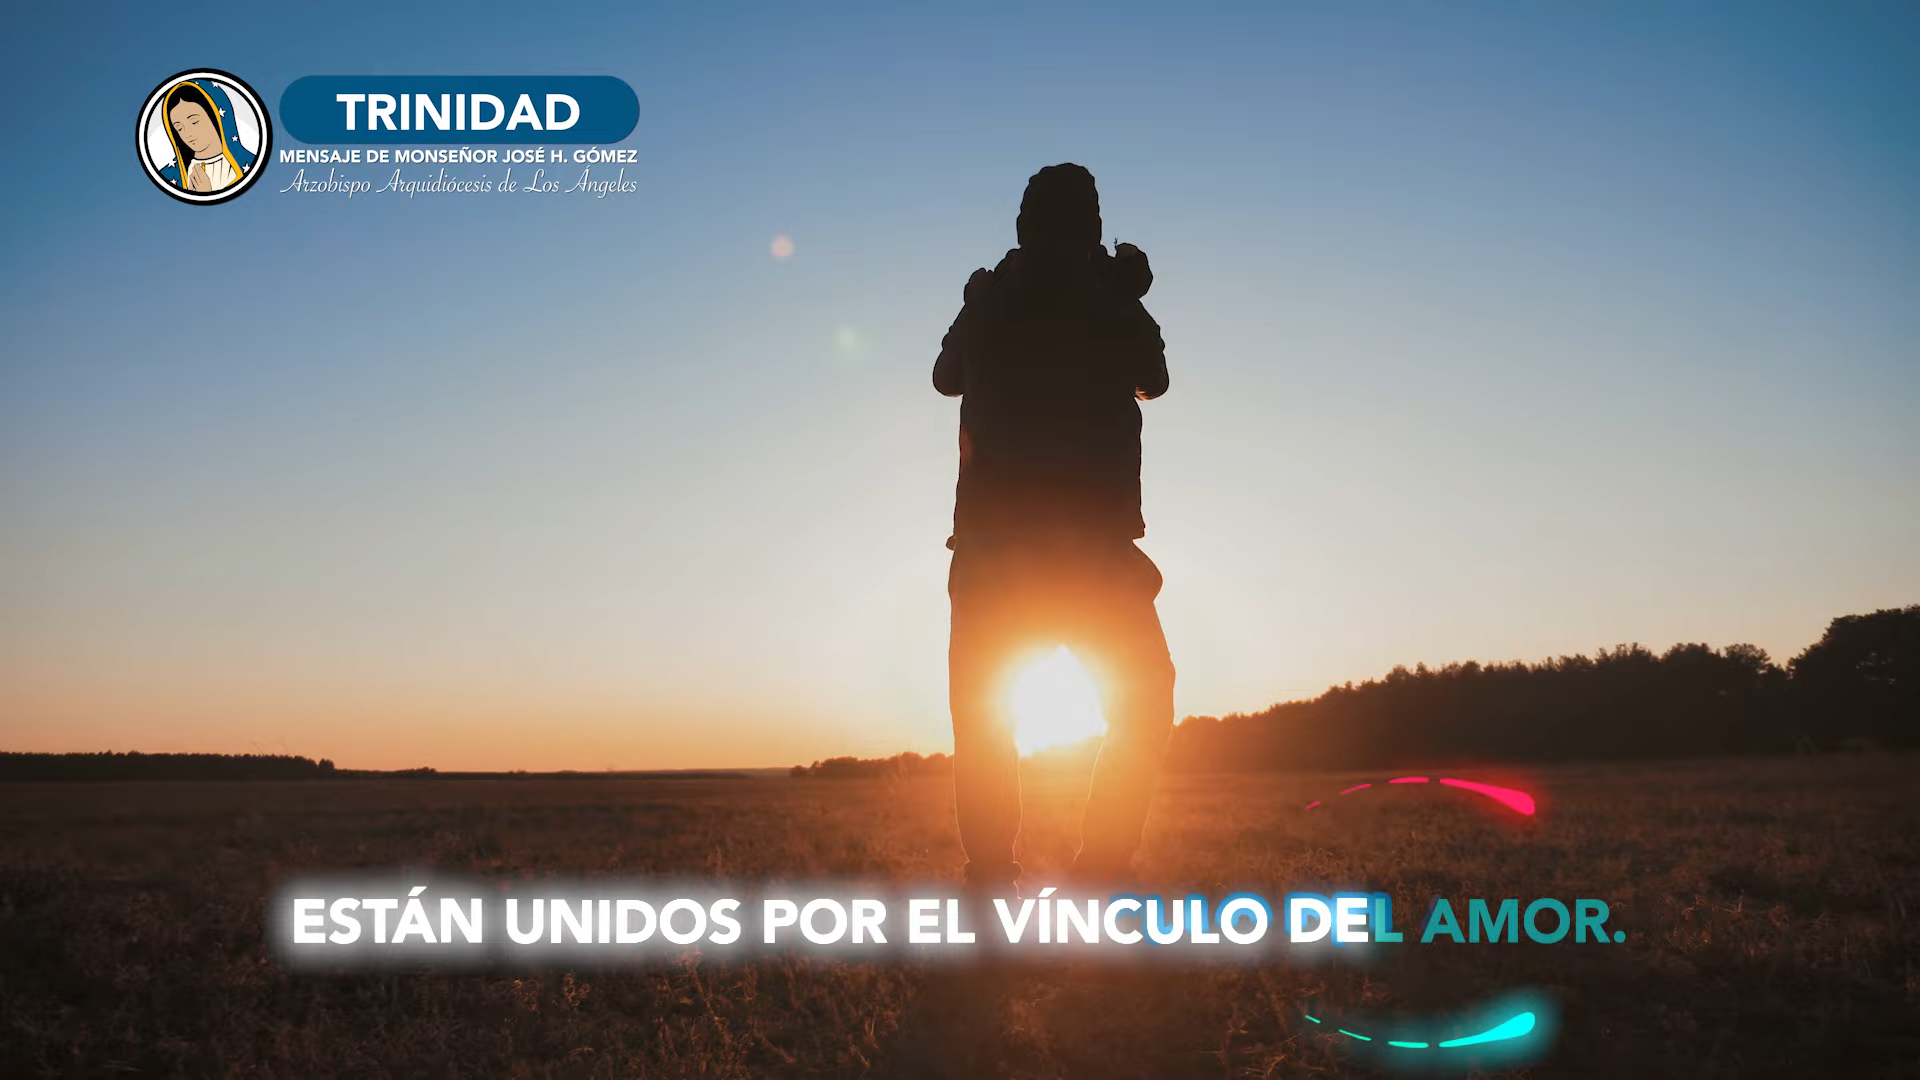 TRINIDAD
MENSAJE DE MONSEÑOR JOSÉ H. GÓMEZ
Arzobispo Arquidiócesis de Los Ángeles
ESTÁN UNIDOS POR EL VÍNCULO DEL AMOR.